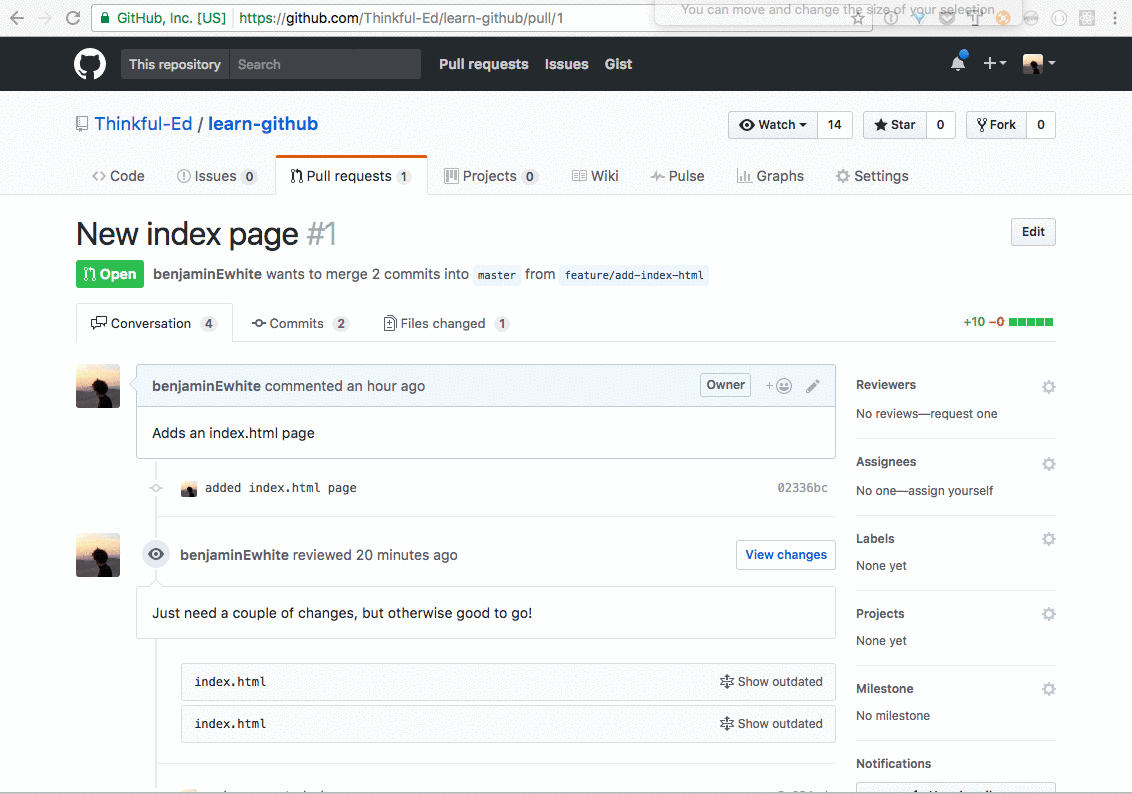 You can move and change the size of your selection
GitHub, Inc. [US] https://github.com/Thinkful-Ed/learn-github/pull/1
This repository Search Pull requests Issues Gist
Thinkful-Ed / learn-github
Watch 14 Star 0 Fork 0
Code Issues 0 Pull requests 1 Projects 0 Wiki Pulse Graphs Settings
New index page #1
Edit
Open benjaminEwhite wants to merge 2 commits into master from feature/add-index-html
Conversation 4 Commits 2 Files changed 1 +10 −0
benjaminEwhite commented an hour ago Owner
Adds an index.html page
added index.html page 02336bc
benjaminEwhite reviewed 20 minutes ago View changes
Just need a couple of changes, but otherwise good to go!
index.html Show outdated
index.html Show outdated
Reviewers
No reviews—request one
Assignees
No one—assign yourself
Labels
None yet
Projects
None yet
Milestone
No milestone
Notifications